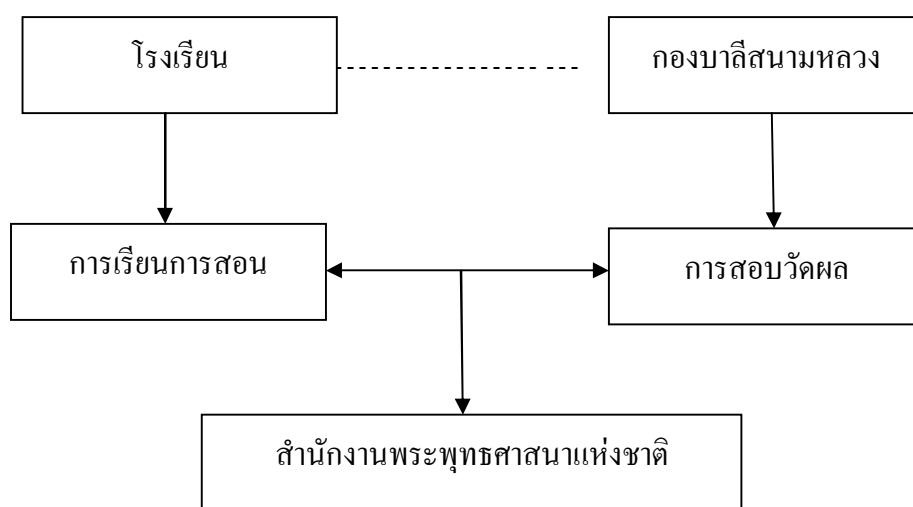 โรงเรียน
กองบาลีสนามหลวง
การเรียนการสอน
การสอบวัดผล
สำนักงานพระพุทธศาสนาแห่งชาติ